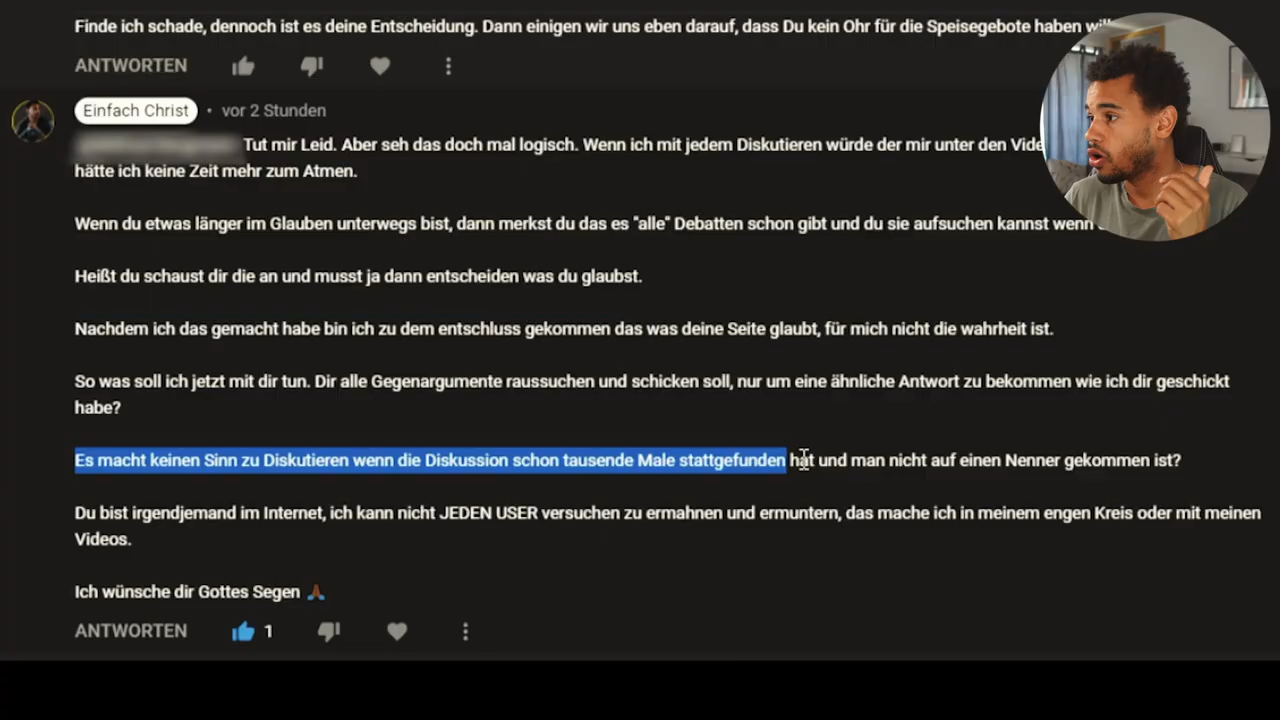 Finde ich schade, dennoch ist es deine Entscheidung. Dann einigen wir uns eben darauf, dass Du kein Ohr für die Speisegebote haben
ANTWORTEN
Einfach Christ • vor 2 Stunden
Tut mir Leid. Aber seh das doch mal logisch. Wenn ich mit jedem Diskutieren würde der mir unter den
hätte ich keine Zeit mehr zum Atmen.
Wenn du etwas länger im Glauben unterwegs bist, dann merkst du das es "alle" Debatten schon gibt und du sie aufsuchen kannst wenn
Heißt du schaust dir die an und musst ja dann entscheiden was du glaubst.
Nachdem ich das gemacht habe bin ich zu dem entschluss gekommen das was deine Seite glaubt, für mich nicht die wahrheit ist.
So was soll ich jetzt mit dir tun. Dir alle Gegenargumente raussuchen und schicken soll, nur um eine ähnliche Antwort zu bekommen wie ich dir geschickt
habe?
Es macht keinen Sinn zu Diskutieren wenn die Diskussion schon tausende Male stattgefunden hat und man nicht auf einen Nenner gekommen ist?
Du bist irgendjemand im Internet, ich kann nicht JEDEN USER versuchen zu ermahnen und ermuntern, das mache ich in meinem engen Kreis oder mit meinen
Videos.
Ich wünsche dir Gottes Segen 🙏🏾
ANTWORTEN 1